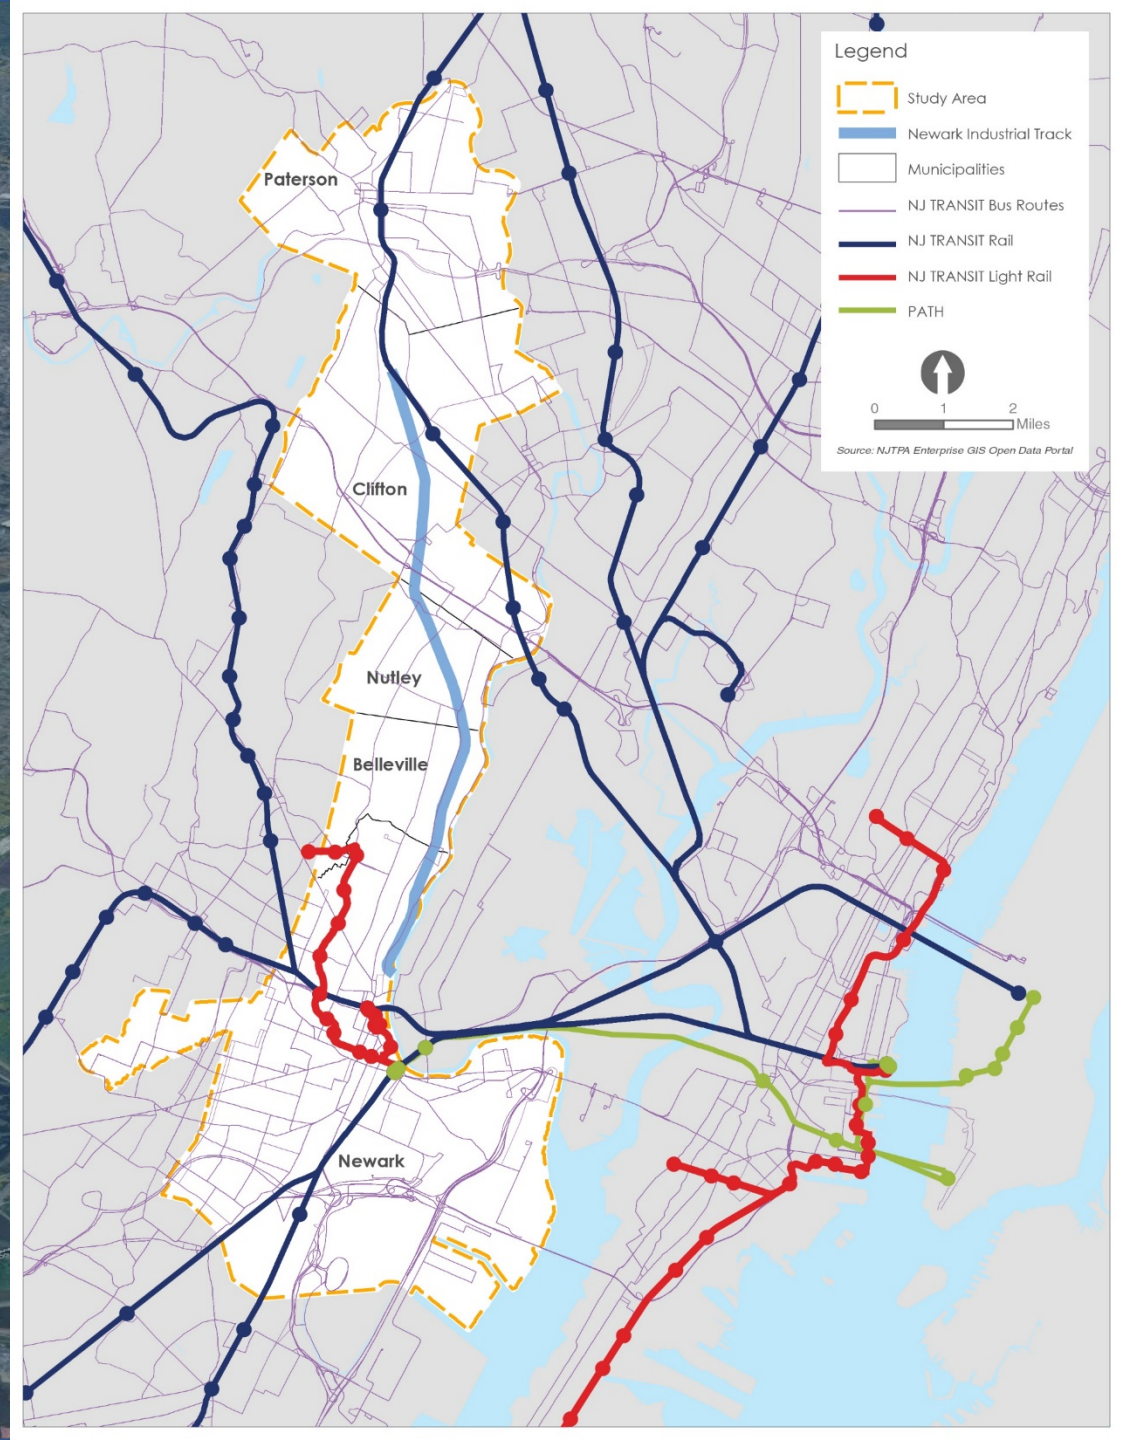 Legend
Study Area
Newark Industrial Track
Municipalities
NJ TRANSIT Bus Routes
NJ TRANSIT Rail
NJ TRANSIT Light Rail
PATH
0 1 2
Miles
Source: NJTPA Enterprise GIS Open Data Portal
Paterson
Clifton
Nutley
Belleville
Newark